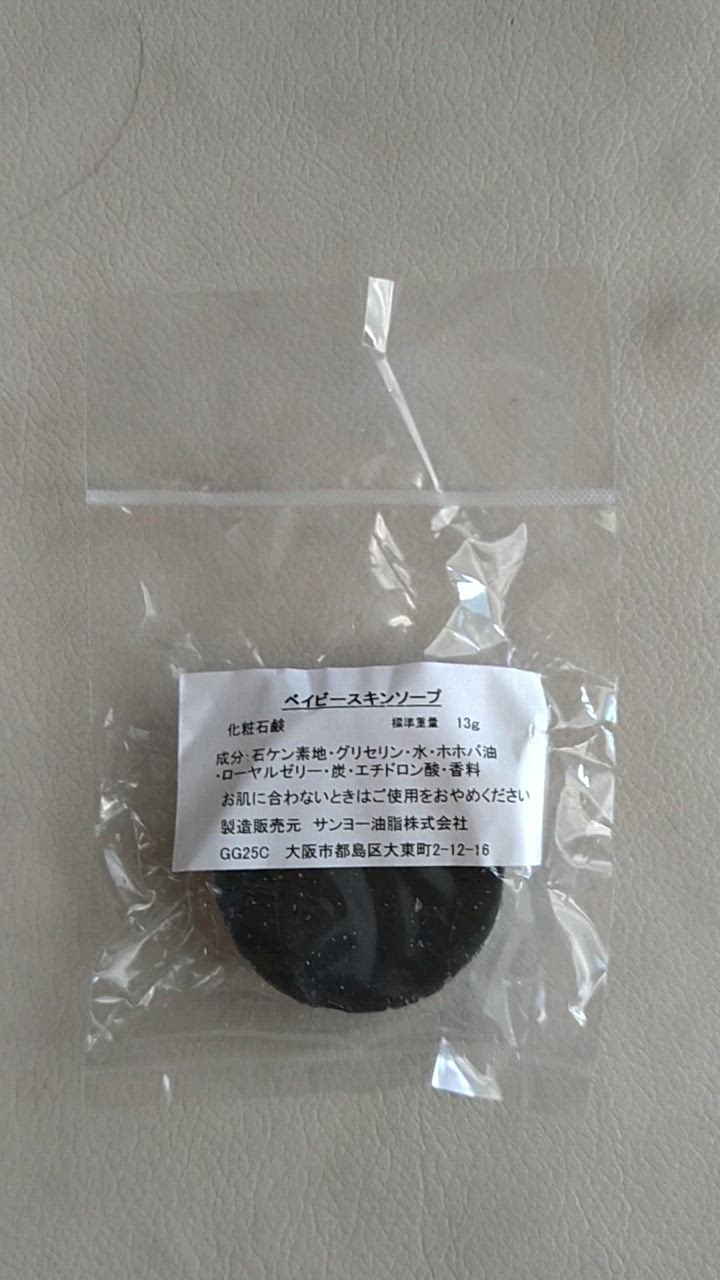 ベイビースキンソープ
化粧石鹸 標準重量 13g
成分:石ケン素地・グリセリン・水・ホホバ油
・ローヤルゼリー・炭・エチドロン酸・香料
お肌に合わないときはご使用をおやめください
製造販売元 サンヨー油脂株式会社
GG25C 大阪市都島区大東町2-12-16